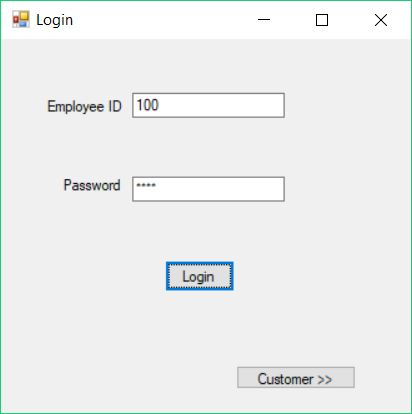 Login
Employee ID 100
Password ****
Login
Customer >>